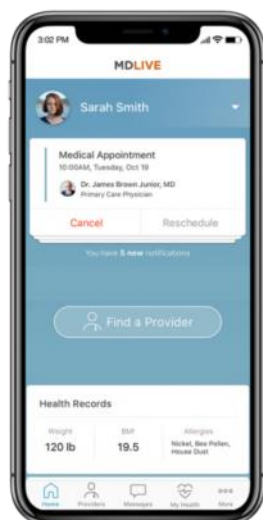 3:02 PM
MDLIVE
Sarah Smith
Medical Appointment
10:00AM, Tuesday, Oct 19
Dr. James Brown Junior, MD
Primary Care Physician
Cancel Reschedule
You have 5 new notifications
Find a Provider
Health Records
Weight BMI Allergies
120 lb 19.5 Nickel, Bee Pollen,
House Dust
Home Providers Messages My Health More